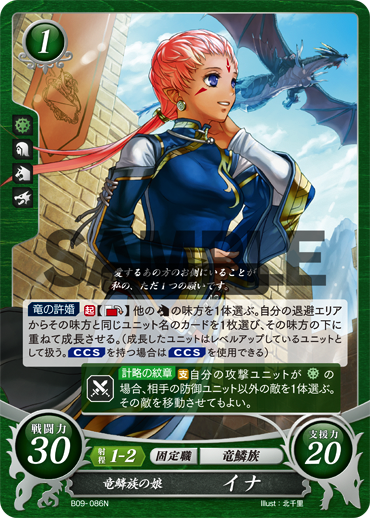 1
SAMPLE
愛するあの方のお側にいることが
私の、ただ1つの願いです。
竜の許婚 起【】他のの味方を1体選ぶ。自分の退避エリア
からその味方と同じユニット名のカードを1枚選び、その味方の下に
重ねて成長させる。（成長したユニットはレベルアップしているユニットと
して扱う。CCSを持つ場合はCCSを使用できる）
計略の紋章 支 自分の攻撃ユニットがの
場合、相手の防御ユニット以外の敵を1体選ぶ。
その敵を移動させてもよい。
戦闘力
30
射程 1-2
固定職
竜鱗族
支援力
20
竜鱗族の娘 イナ
B09-086N
Illust：北千里